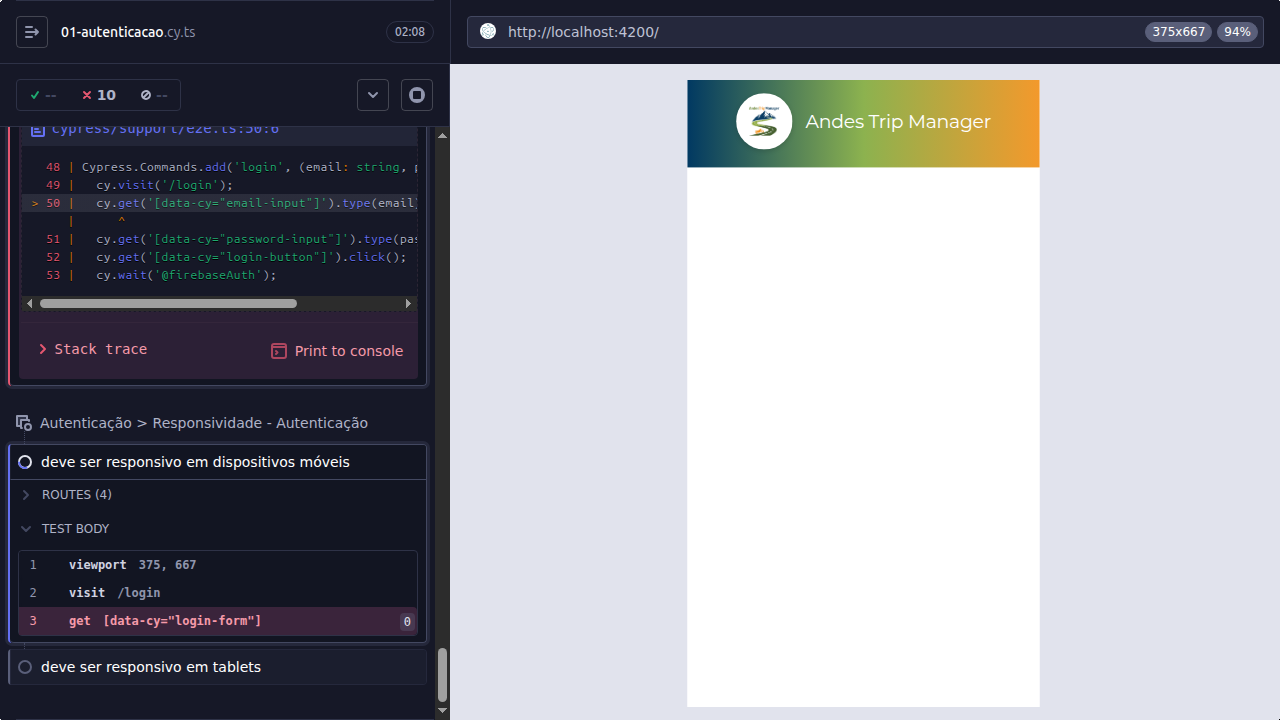 01-autenticacao.cy.ts
02:08
http://localhost:4200/
375x667
94%
--
10
--
cypress/support/e2e.ts:50:6
48 | Cypress.Commands.add('login', (email: string, p
49 |   cy.visit('/login');
> 50 |   cy.get('[data-cy="email-input"]').type(email)
|      ^
51 |   cy.get('[data-cy="password-input"]').type(pas
52 |   cy.get('[data-cy="login-button"]').click();
53 |   cy.wait('@firebaseAuth');
Stack trace
Print to console
Autenticação > Responsividade - Autenticação
deve ser responsivo em dispositivos móveis
ROUTES (4)
TEST BODY
1 viewport 375, 667
2 visit /login
3 get [data-cy="login-form"] 0
deve ser responsivo em tablets
Andes Trip Manager